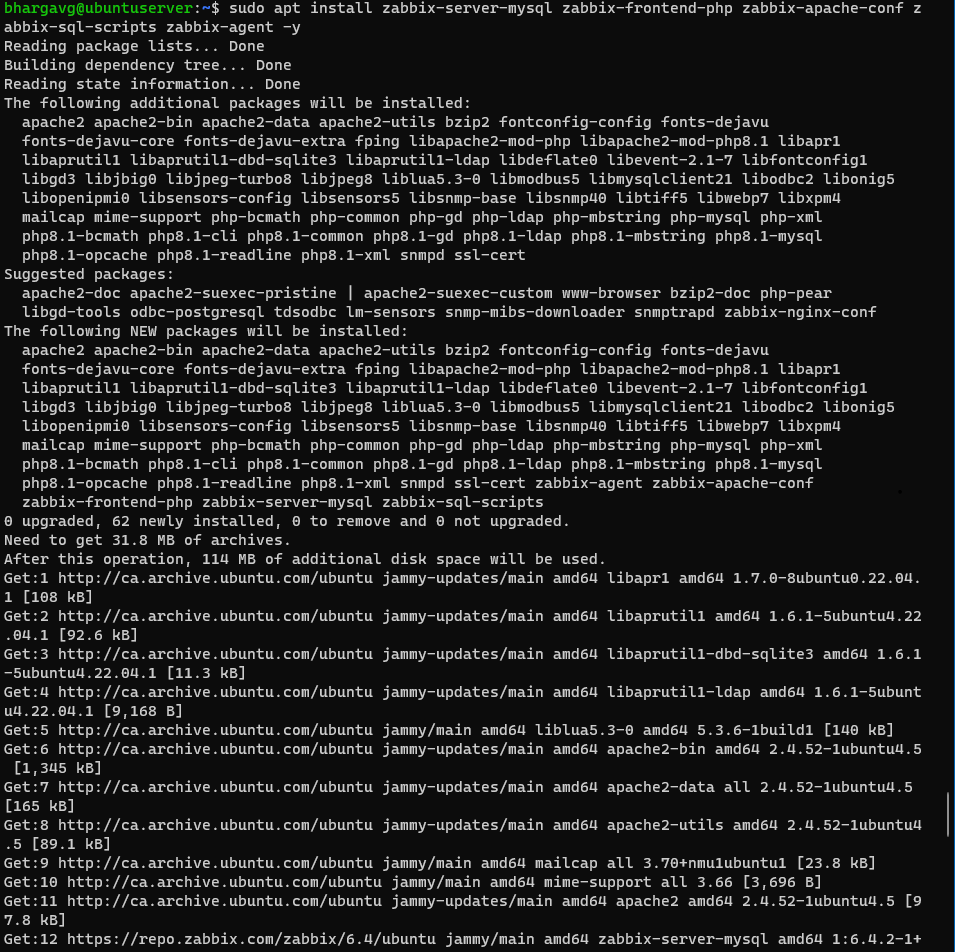 bhargavg@ubuntuserver:~$ sudo apt install zabbix-server-mysql zabbix-frontend-php zabbix-apache-conf z
abbix-sql-scripts zabbix-agent -y
Reading package lists... Done
Building dependency tree... Done
Reading state information... Done
The following additional packages will be installed:
  apache2 apache2-bin apache2-data apache2-utils bzip2 fontconfig-config fonts-dejavu
  fonts-dejavu-core fonts-dejavu-extra fping libapache2-mod-php libapache2-mod-php8.1 libapr1
  libaprutil1 libaprutil1-dbd-sqlite3 libaprutil1-ldap libdeflate0 libevent-2.1-7 libfontconfig1
  libgd3 libjbig0 libjpeg-turbo8 libjpeg8 liblua5.3-0 libmodbus5 libmysqlclient21 libodbc2 libonig5
  libopenipmi0 libsensors-config libsensors5 libsnmp-base libsnmp40 libtiff5 libwebp7 libxpm4
  mailcap mime-support php-bcmath php-common php-gd php-ldap php-mbstring php-mysql php-xml
  php8.1-bcmath php8.1-cli php8.1-common php8.1-gd php8.1-ldap php8.1-mbstring php8.1-mysql
  php8.1-opcache php8.1-readline php8.1-xml snmpd ssl-cert
Suggested packages:
  apache2-doc apache2-suexec-pristine | apache2-suexec-custom www-browser bzip2-doc php-pear
  libgd-tools odbc-postgresql tdsodbc lm-sensors snmp-mibs-downloader snmptrapd zabbix-nginx-conf
The following NEW packages will be installed:
  apache2 apache2-bin apache2-data apache2-utils bzip2 fontconfig-config fonts-dejavu
  fonts-dejavu-core fonts-dejavu-extra fping libapache2-mod-php libapache2-mod-php8.1 libapr1
  libaprutil1 libaprutil1-dbd-sqlite3 libaprutil1-ldap libdeflate0 libevent-2.1-7 libfontconfig1
  libgd3 libjbig0 libjpeg-turbo8 libjpeg8 liblua5.3-0 libmodbus5 libmysqlclient21 libodbc2 libonig5
  libopenipmi0 libsensors-config libsensors5 libsnmp-base libsnmp40 libtiff5 libwebp7 libxpm4
  mailcap mime-support php-bcmath php-common php-gd php-ldap php-mbstring php-mysql php-xml
  php8.1-bcmath php8.1-cli php8.1-common php8.1-gd php8.1-ldap php8.1-mbstring php8.1-mysql
  php8.1-opcache php8.1-readline php8.1-xml snmpd ssl-cert zabbix-agent zabbix-apache-conf
  zabbix-frontend-php zabbix-server-mysql zabbix-sql-scripts
0 upgraded, 62 newly installed, 0 to remove and 0 not upgraded.
Need to get 31.8 MB of archives.
After this operation, 114 MB of additional disk space will be used.
Get:1 http://ca.archive.ubuntu.com/ubuntu jammy-updates/main amd64 libapr1 amd64 1.7.0-8ubuntu0.22.04.
1 [108 kB]
Get:2 http://ca.archive.ubuntu.com/ubuntu jammy-updates/main amd64 libaprutil1 amd64 1.6.1-5ubuntu4.22
.04.1 [92.6 kB]
Get:3 http://ca.archive.ubuntu.com/ubuntu jammy-updates/main amd64 libaprutil1-dbd-sqlite3 amd64 1.6.1
-5ubuntu4.22.04.1 [11.3 kB]
Get:4 http://ca.archive.ubuntu.com/ubuntu jammy-updates/main amd64 libaprutil1-ldap amd64 1.6.1-5ubunt
u4.22.04.1 [9,168 B]
Get:5 http://ca.archive.ubuntu.com/ubuntu jammy/main amd64 liblua5.3-0 amd64 5.3.6-1build1 [140 kB]
Get:6 http://ca.archive.ubuntu.com/ubuntu jammy-updates/main amd64 apache2-bin amd64 2.4.52-1ubuntu4.5
 [1,345 kB]
Get:7 http://ca.archive.ubuntu.com/ubuntu jammy-updates/main amd64 apache2-data all 2.4.52-1ubuntu4.5
[165 kB]
Get:8 http://ca.archive.ubuntu.com/ubuntu jammy-updates/main amd64 apache2-utils amd64 2.4.52-1ubuntu4
.5 [89.1 kB]
Get:9 http://ca.archive.ubuntu.com/ubuntu jammy/main amd64 mailcap all 3.70+nmu1ubuntu1 [23.8 kB]
Get:10 http://ca.archive.ubuntu.com/ubuntu jammy/main amd64 mime-support all 3.66 [3,696 B]
Get:11 http://ca.archive.ubuntu.com/ubuntu jammy-updates/main amd64 apache2 amd64 2.4.52-1ubuntu4.5 [9
7.8 kB]
Get:12 https://repo.zabbix.com/zabbix/6.4/ubuntu jammy/main amd64 zabbix-server-mysql amd64 1:6.4.2-1+